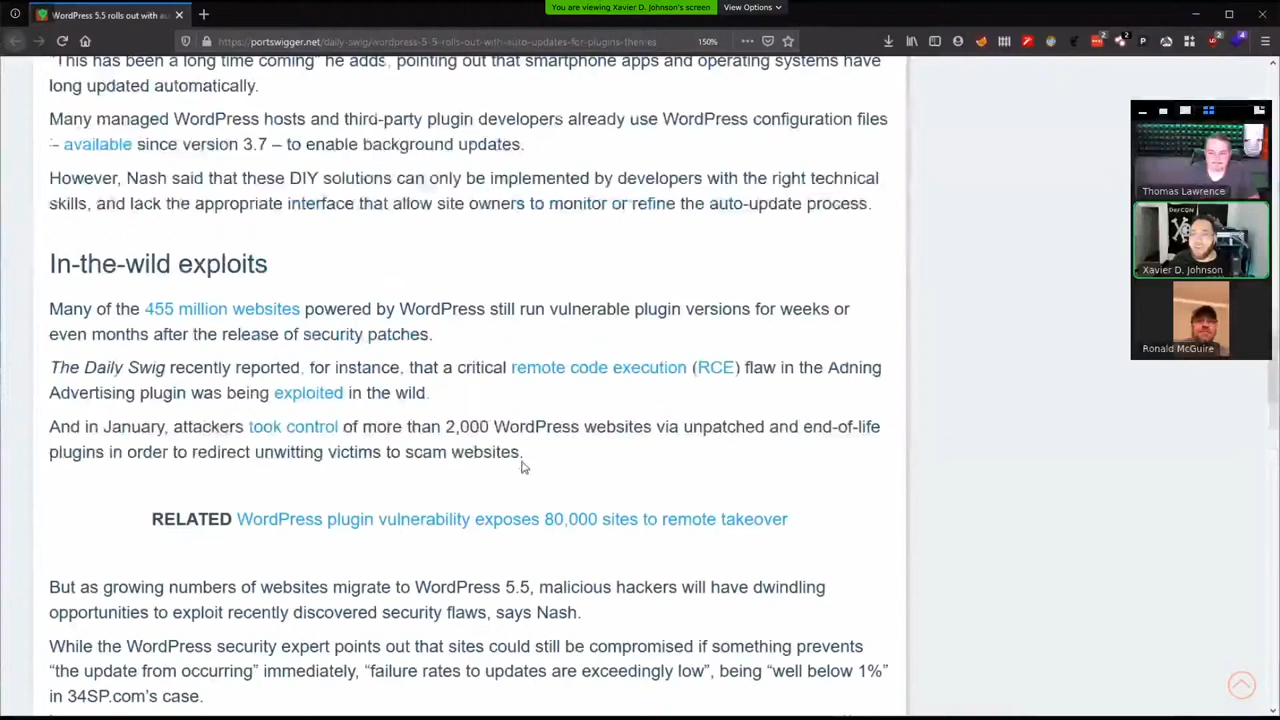 WordPress 5.5 rolls out with au
You are viewing Xavier D. Johnson's screen
View Options
https://portswigger.net/daily-swig/wordpress-5-5-rolls-out-with-auto-updates-for-plugins-themes
150%
"This has been a long time coming" he adds, pointing out that smartphone apps and operating systems have
long updated automatically.
Many managed WordPress hosts and third-party plugin developers already use WordPress configuration files
– available since version 3.7 – to enable background updates.
However, Nash said that these DIY solutions can only be implemented by developers with the right technical
skills, and lack the appropriate interface that allow site owners to monitor or refine the auto-update process.
In-the-wild exploits
Many of the 455 million websites powered by WordPress still run vulnerable plugin versions for weeks or
even months after the release of security patches.
The Daily Swig recently reported, for instance, that a critical remote code execution (RCE) flaw in the Adning
Advertising plugin was being exploited in the wild.
And in January, attackers took control of more than 2,000 WordPress websites via unpatched and end-of-life
plugins in order to redirect unwitting victims to scam websites.
RELATED WordPress plugin vulnerability exposes 80,000 sites to remote takeover
But as growing numbers of websites migrate to WordPress 5.5, malicious hackers will have dwindling
opportunities to exploit recently discovered security flaws, says Nash.
While the WordPress security expert points out that sites could still be compromised if something prevents
“the update from occurring” immediately, “failure rates to updates are exceedingly low”, being “well below 1%”
in 34SP.com’s case.
Thomas Lawrence
DEFCON
Xavier D. Johnson
Ronald McGuire